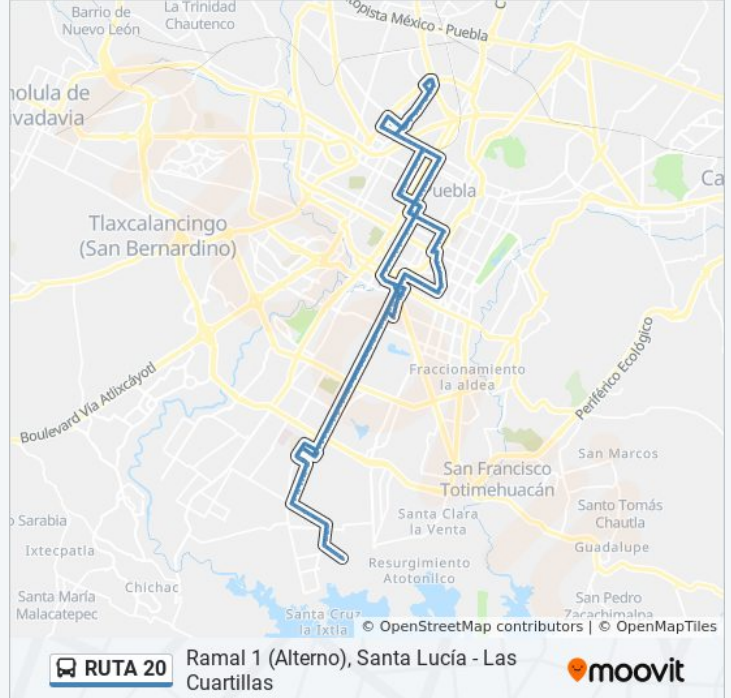 Barrio de
Nuevo León
La Trinidad
Chautenco
topista México - Puebla
C
holula de
ivadavia
Puebla
Ca
Tlaxcalancingo
(San Bernardino)
Periférico Ecológico
Fraccionamiento
la aldea
Boulevard Vía Atlixcáyotl
San Francisco
Totimehuacán
San Marcos
Santo Tomás
Chautla
o Sarabia
Santa Clara
la Venta
Guadalupe
Ixtecpatla
Resurgimiento
Atotonilco
Chichac
Santa María
Malacatepec
San Pedro
Zacachimalpa
Santa Cruz
la Ixtla
© OpenStreetMap contributors | © OpenMapTiles
RUTA 20
Ramal 1 (Alterno), Santa Lucía - Las
Cuartillas
moovit